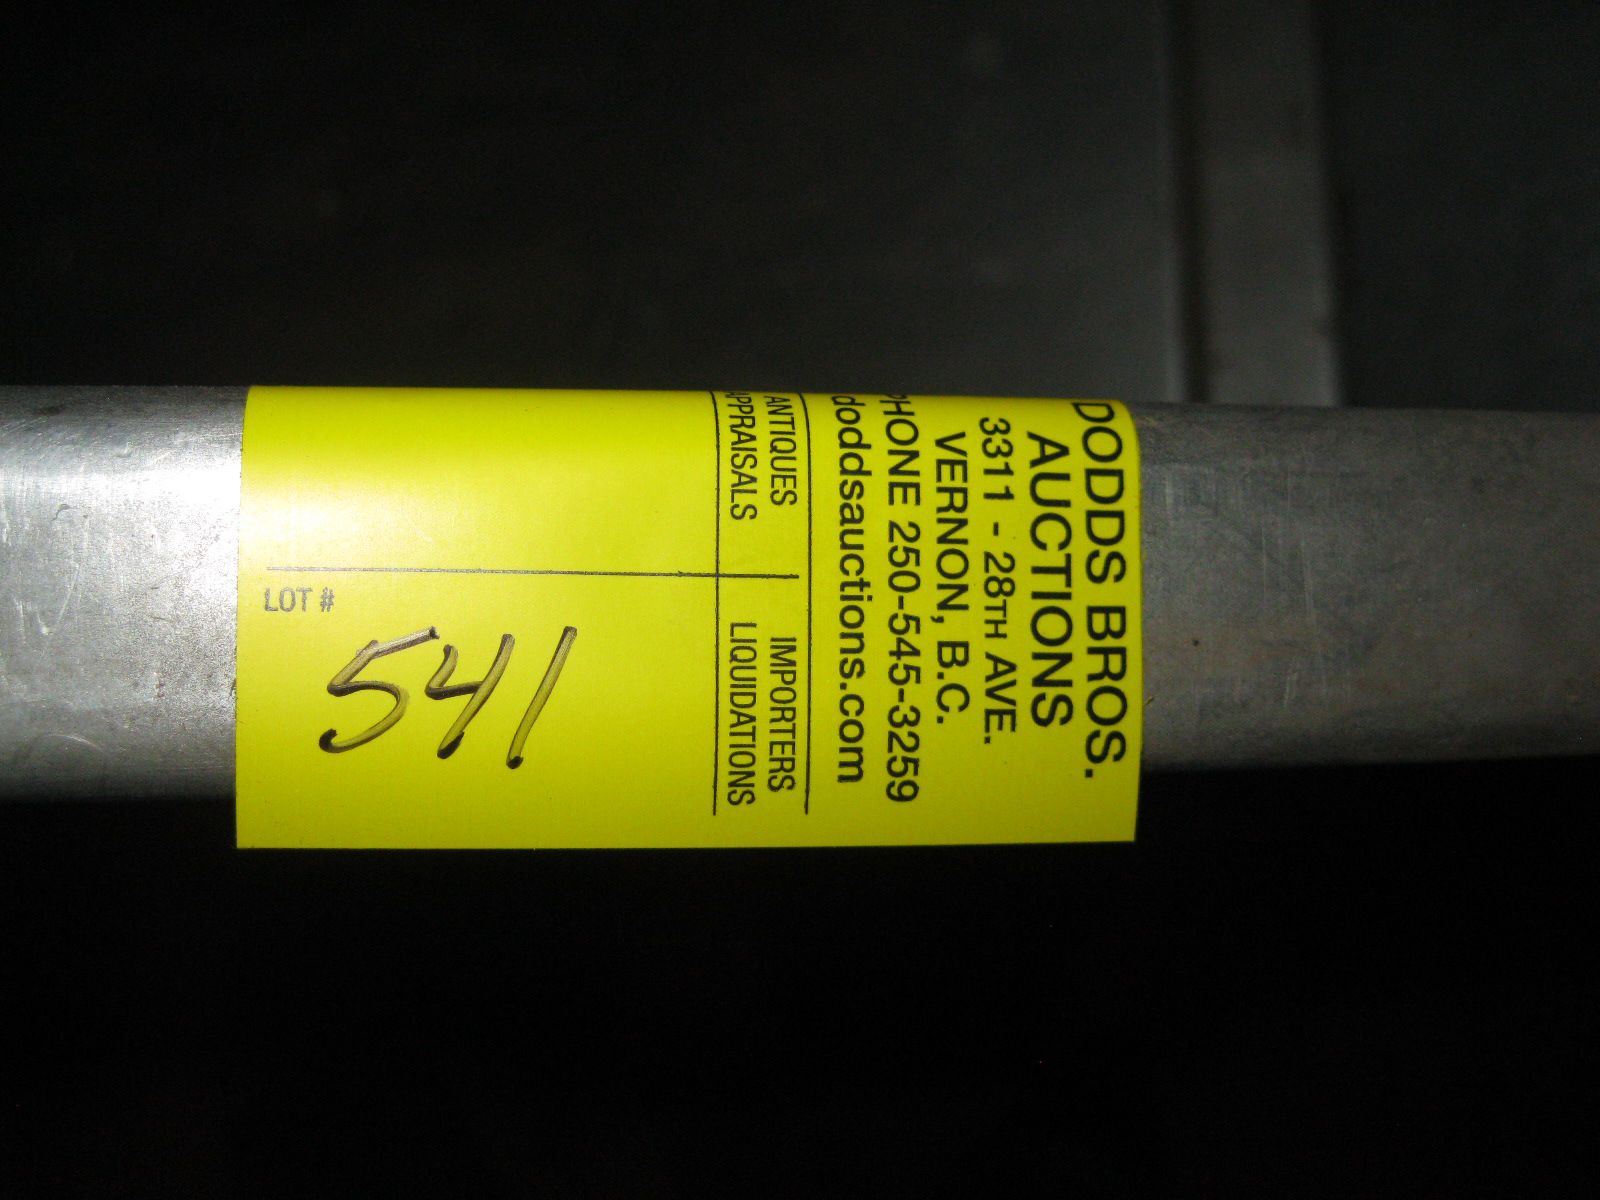 DODDS BROS.
AUCTIONS
3311 - 28TH AVE.
VERNON, B.C.
PHONE 250-545-3259
doddsauctions.com
ANTIQUES IMPORTERS
APPRAISALS LIQUIDATIONS
LOT #
541